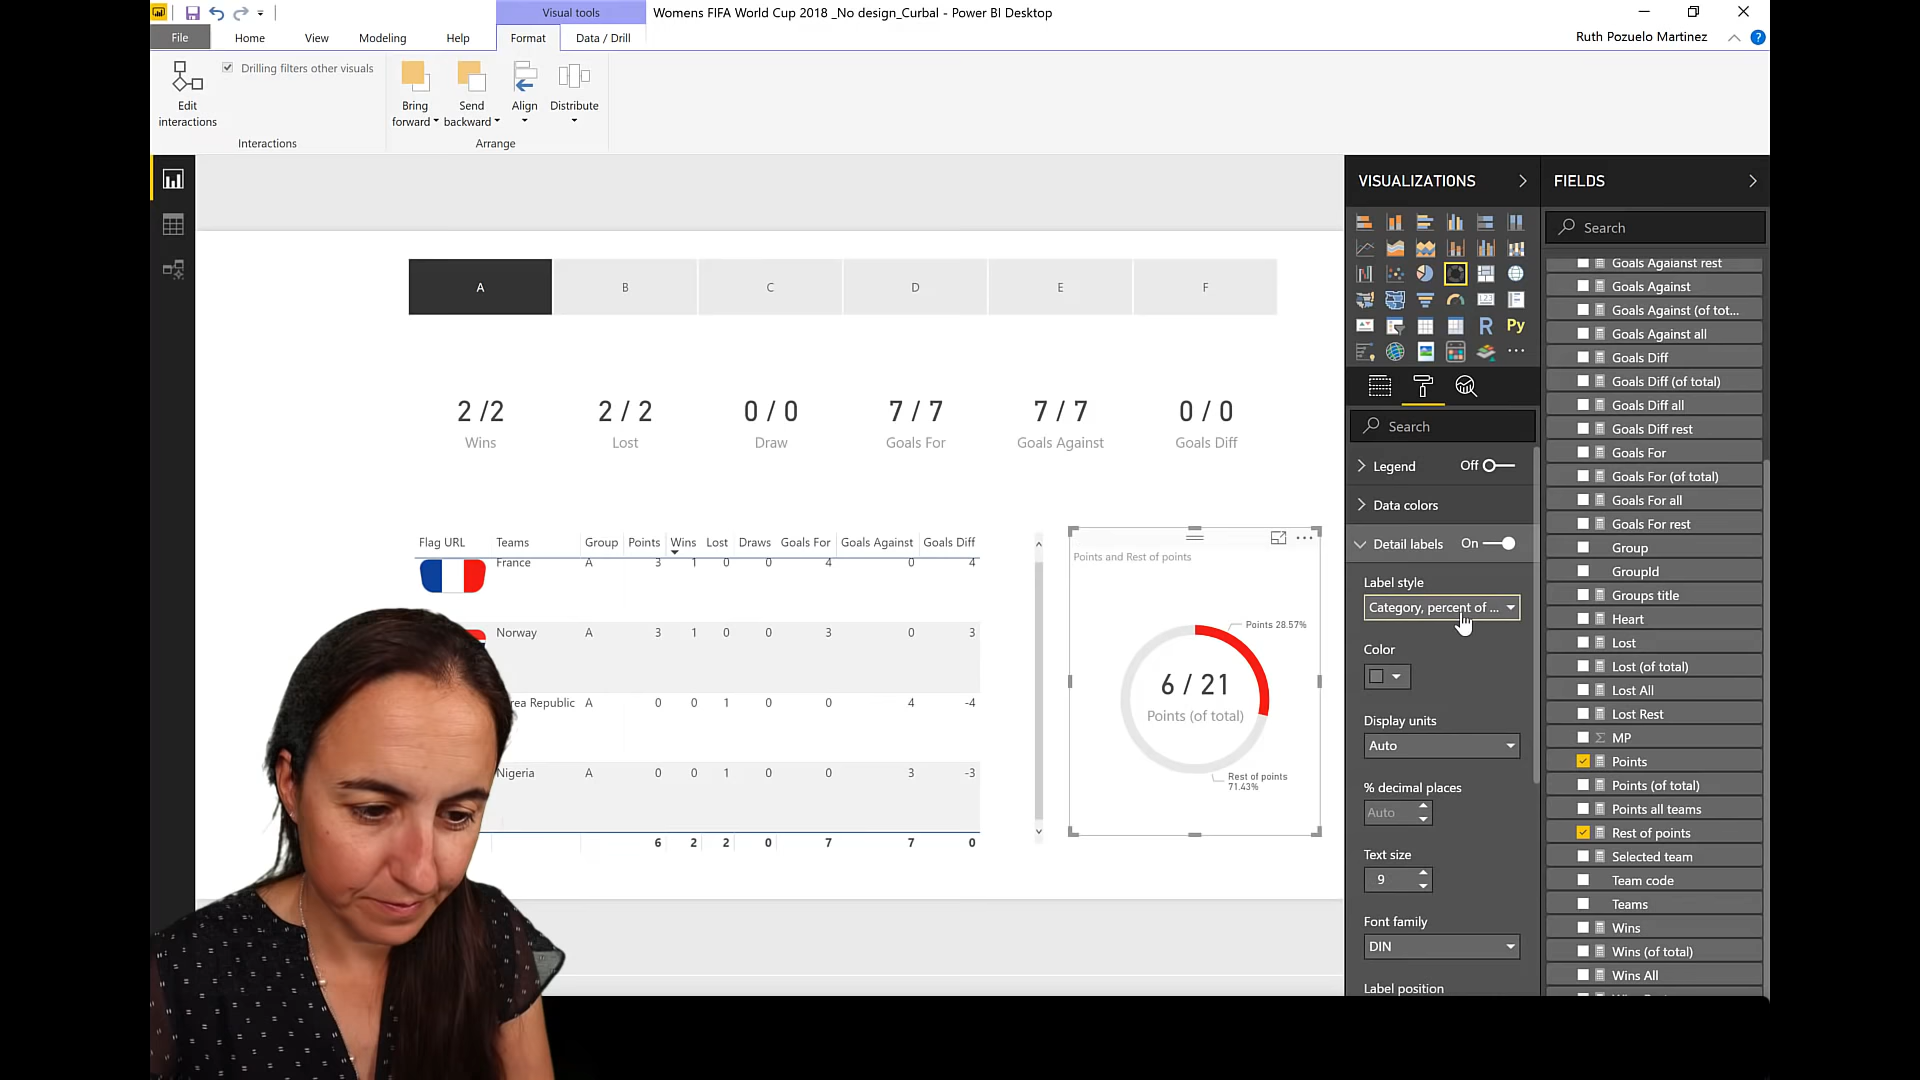 Visual tools
Womens FIFA World Cup 2018 _No design_Curbal - Power BI Desktop
File
Home
View
Modeling
Help
Format
Data / Drill
Ruth Pozuelo Martinez
?
Edit
interactions
Drilling filters other visuals
Bring
forward
Send
backward
Align
Distribute
Interactions
Arrange
A
B
C
D
E
F
2 /2
2 / 2
0 / 0
7 / 7
7 / 7
0 / 0
Wins
Lost
Draw
Goals For
Goals Against
Goals Diff
Flag URL Teams Group Points Wins Lost Draws Goals For Goals Against Goals Diff
France A 3 1 0 0 4 0 4
Norway A 3 1 0 0 3 0 3
rea Republic A 0 0 1 0 0 4 -4
Nigeria A 0 0 1 0 0 3 -3
6 2 2 0 7 7 0
Points and Rest of points
Points 28.57%
6 / 21
Points (of total)
Rest of points
71.43%
VISUALIZATIONS
R
Py
Search
Legend
Off
Data colors
Detail labels
On
Label style
Category, percent of ...
Color
Display units
Auto
% decimal places
Auto
Text size
9
Font family
DIN
Label position
FIELDS
Search
Goals Agaianst rest
Goals Against
Goals Against (of tot...
Goals Against all
Goals Diff
Goals Diff (of total)
Goals Diff all
Goals Diff rest
Goals For
Goals For (of total)
Goals For all
Goals For rest
Group
GroupId
Groups title
Heart
Lost
Lost (of total)
Lost All
Lost Rest
MP
Points
Points (of total)
Points all teams
Rest of points
Selected team
Team code
Teams
Wins
Wins (of total)
Wins All